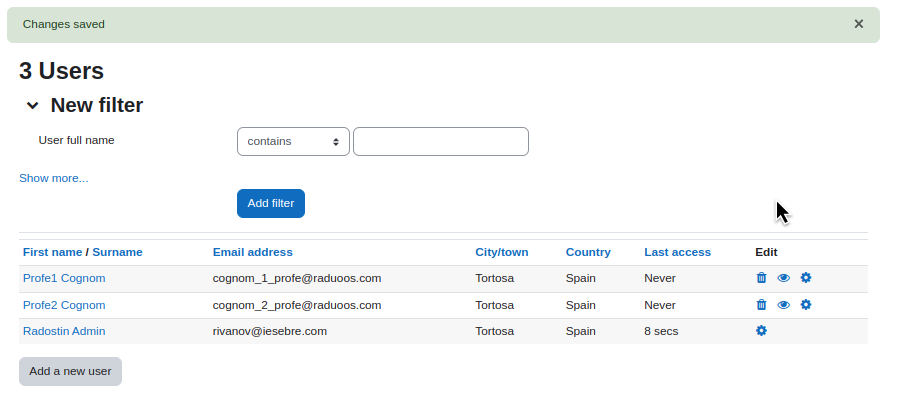 Changes saved ×
3 Users
New filter
User full name contains
Show more...
Add filter
First name / Surname Email address City/town Country Last access Edit
Profe1 Cognom cognom_1_profe@raduoos.com Tortosa Spain Never
Profe2 Cognom cognom_2_profe@raduoos.com Tortosa Spain Never
Radostin Admin rivanov@iesebre.com Tortosa Spain 8 secs
Add a new user